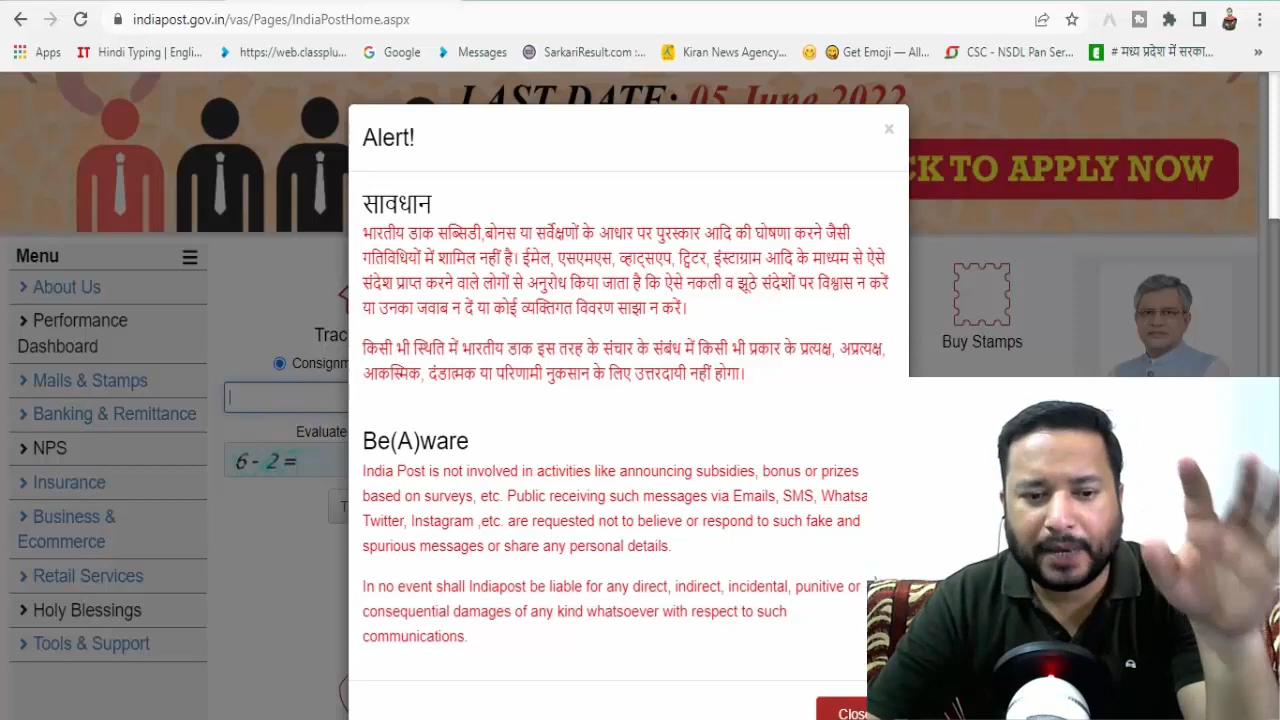 indiapost.gov.in/vas/Pages/IndiaPostHome.aspx
Apps
Hindi Typing | Engli...
https://web.classplu...
Google
Messages
SarkariResult.com :...
Kiran News Agency...
Get Emoji — All...
CSC - NSDL Pan Ser...
# मध्य प्रदेश में सरका...
»
LAST DATE: 05 June 2022
CK TO APPLY NOW
Alert!
×
सावधान
भारतीय डाक सब्सिडी,बोनस या सर्वेक्षणों के आधार पर पुरस्कार आदि की घोषणा करने जैसी
गतिविधियों में शामिल नहीं है। ईमेल, एसएमएस, व्हाट्सएप, ट्विटर, इंस्टाग्राम आदि के माध्यम से ऐसे
संदेश प्राप्त करने वाले लोगों से अनुरोध किया जाता है कि ऐसे नकली व झूठे संदेशों पर विश्वास न करें
या उनका जवाब न दें या कोई व्यक्तिगत विवरण साझा न करें।
किसी भी स्थिति में भारतीय डाक इस तरह के संचार के संबंध में किसी भी प्रकार के प्रत्यक्ष, अप्रत्यक्ष,
आकस्मिक, दंडात्मक या परिणामी नुकसान के लिए उत्तरदायी नहीं होगा।
Be(A)ware
India Post is not involved in activities like announcing subsidies, bonus or prizes
based on surveys, etc. Public receiving such messages via Emails, SMS, Whatsa
Twitter, Instagram ,etc. are requested not to believe or respond to such fake and
spurious messages or share any personal details.
In no event shall Indiapost be liable for any direct, indirect, incidental, punitive or
consequential damages of any kind whatsoever with respect to such
communications.
Close
Menu
About Us
Performance
Dashboard
Mails & Stamps
Banking & Remittance
NPS
Insurance
Business &
Ecommerce
Retail Services
Holy Blessings
Tools & Support
Trac
Consignm
Evaluate
6 - 2 =
T
Buy Stamps